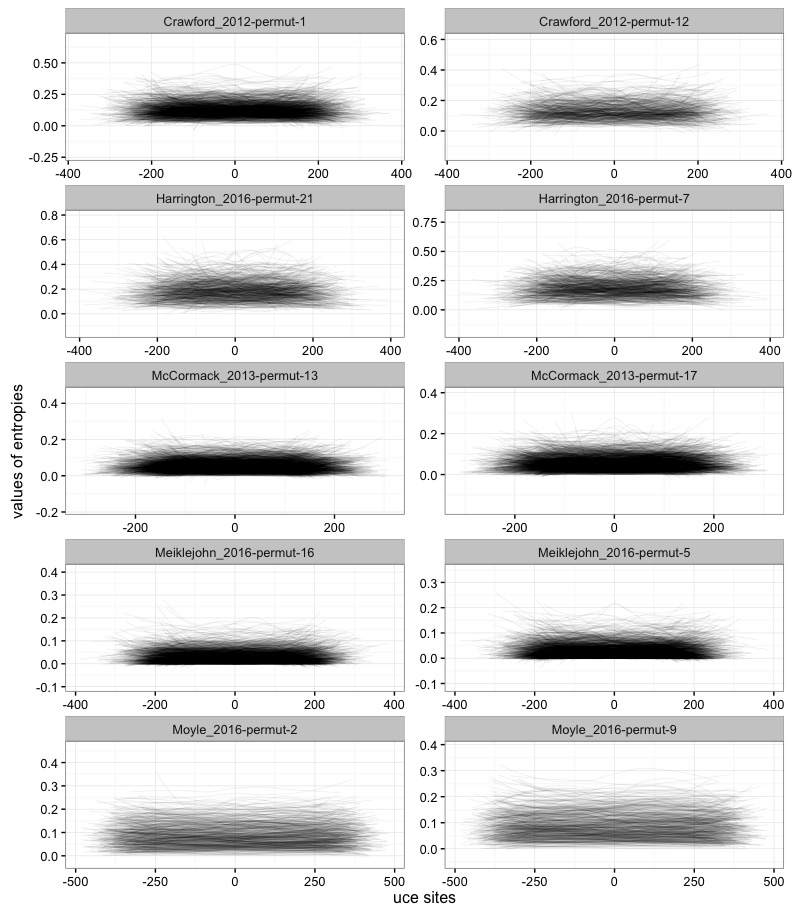 Crawford_2012-permut-1
Crawford_2012-permut-12
0.50
0.25
0.00
-0.25
-400 -200 0 200 400
0.6
0.4
0.2
0.0
-400 -200 0 200 400
Harrington_2016-permut-21
Harrington_2016-permut-7
0.8
0.6
0.4
0.2
0.0
-400 -200 0 200 400
0.75
0.50
0.25
0.00
-400 -200 0 200 400
McCormack_2013-permut-13
McCormack_2013-permut-17
0.4
0.2
0.0
-0.2
-200 0 200
0.4
0.2
0.0
-200 0 200
Meiklejohn_2016-permut-16
Meiklejohn_2016-permut-5
0.4
0.3
0.2
0.1
0.0
-0.1
-400 -200 0 200 400
0.3
0.2
0.1
0.0
-0.1
-400 -200 0 200 400
Moyle_2016-permut-2
Moyle_2016-permut-9
0.4
0.3
0.2
0.1
0.0
-500 -250 0 250 500
0.4
0.3
0.2
0.1
0.0
-500 -250 0 250 500
values of entropies
uce sites